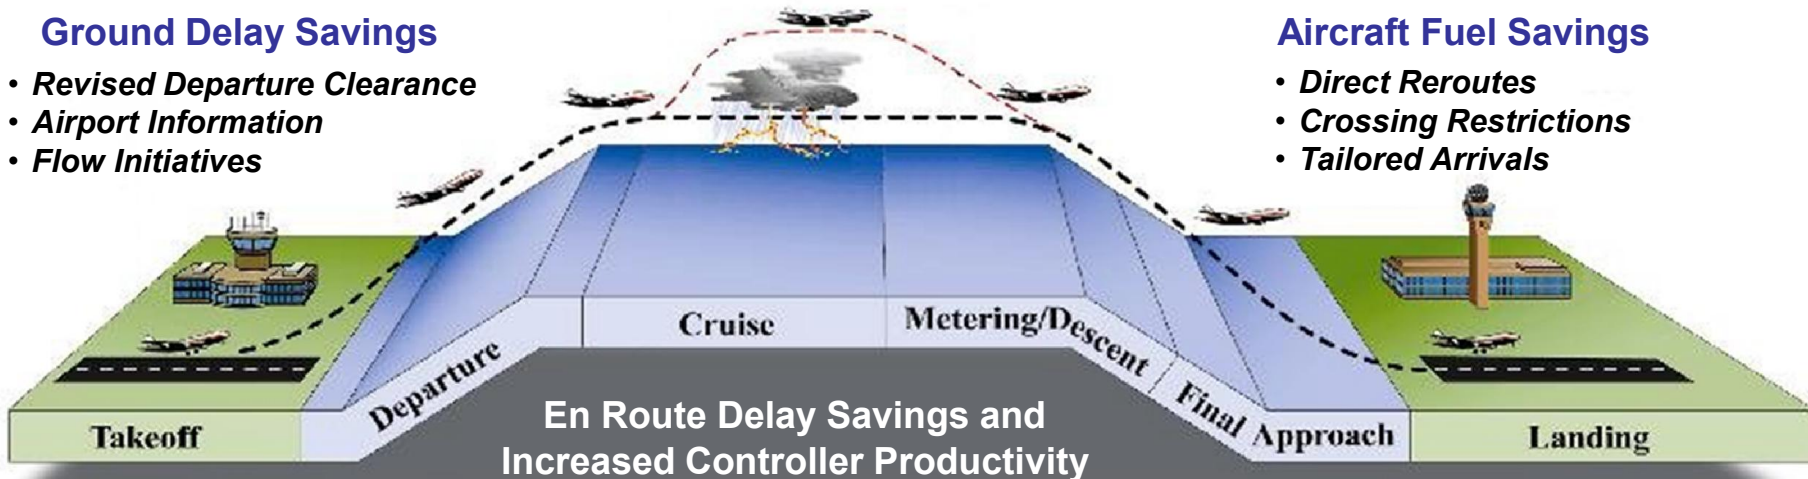 Ground Delay Savings
• Revised Departure Clearance
• Airport Information
• Flow Initiatives
Aircraft Fuel Savings
• Direct Reroutes
• Crossing Restrictions
• Tailored Arrivals
Takeoff
Departure
Cruise
Metering/Descent
Final Approach
Landing
En Route Delay Savings and
Increased Controller Productivity